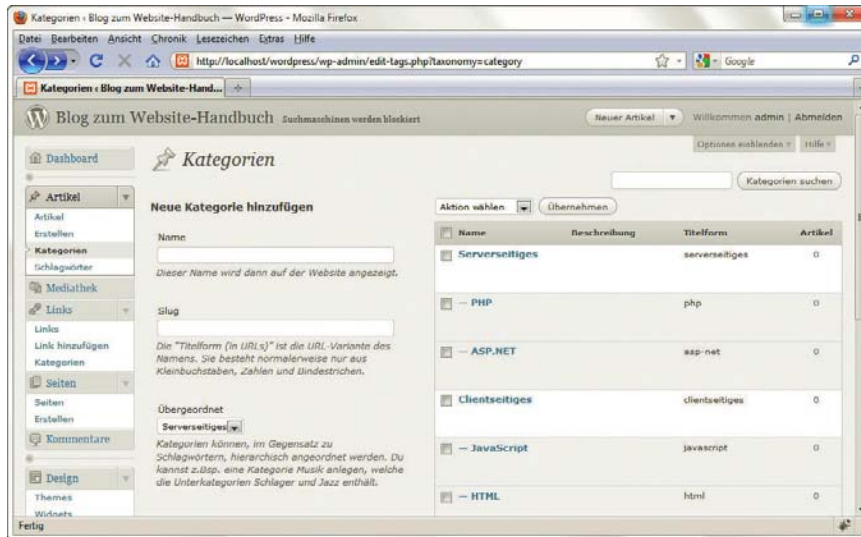 Kategorien ‹ Blog zum Website-Handbuch — WordPress - Mozilla Firefox
Datei Bearbeiten Ansicht Chronik Lesezeichen Extras Hilfe
http://localhost/wordpress/wp-admin/edit-tags.php?taxonomy=category
Google
Kategorien ‹ Blog zum Website-Hand...
Blog zum Website-Handbuch Suchmaschinen werden blockiert
Neuer Artikel
Willkommen admin | Abmelden
Optionen einblenden
Hilfe
Dashboard
Artikel
Artikel
Erstellen
Kategorien
Schlagwörter
Mediathek
Links
Links
Link hinzufügen
Kategorien
Seiten
Seiten
Erstellen
Kommentare
Design
Themes
Widgets
Kategorien
Kategorien suchen
Neue Kategorie hinzufügen
Name
Dieser Name wird dann auf der Website angezeigt.
Slug
Die "Titelform (in URLs)" ist die URL-Variante des
Namens. Sie besteht normalerweise nur aus
Kleinbuchstaben, Zahlen und Bindestrichen.
Übergeordnet
Serverseitiges
Kategorien können, im Gegensatz zu
Schlagwörtern, hierarchisch angeordnet werden. Du
kannst z.Bsp. eine Kategorie Musik anlegen, welche
die Unterkategorien Schlager und Jazz enthält.
Aktion wählen
Übernehmen
Name Beschreibung Titelform Artikel
Serverseitiges serverseitiges 0
— PHP php 0
— ASP.NET asp-net 0
Clientseitiges clientseitiges 0
— JavaScript javascript 0
— HTML html 0
Fertig